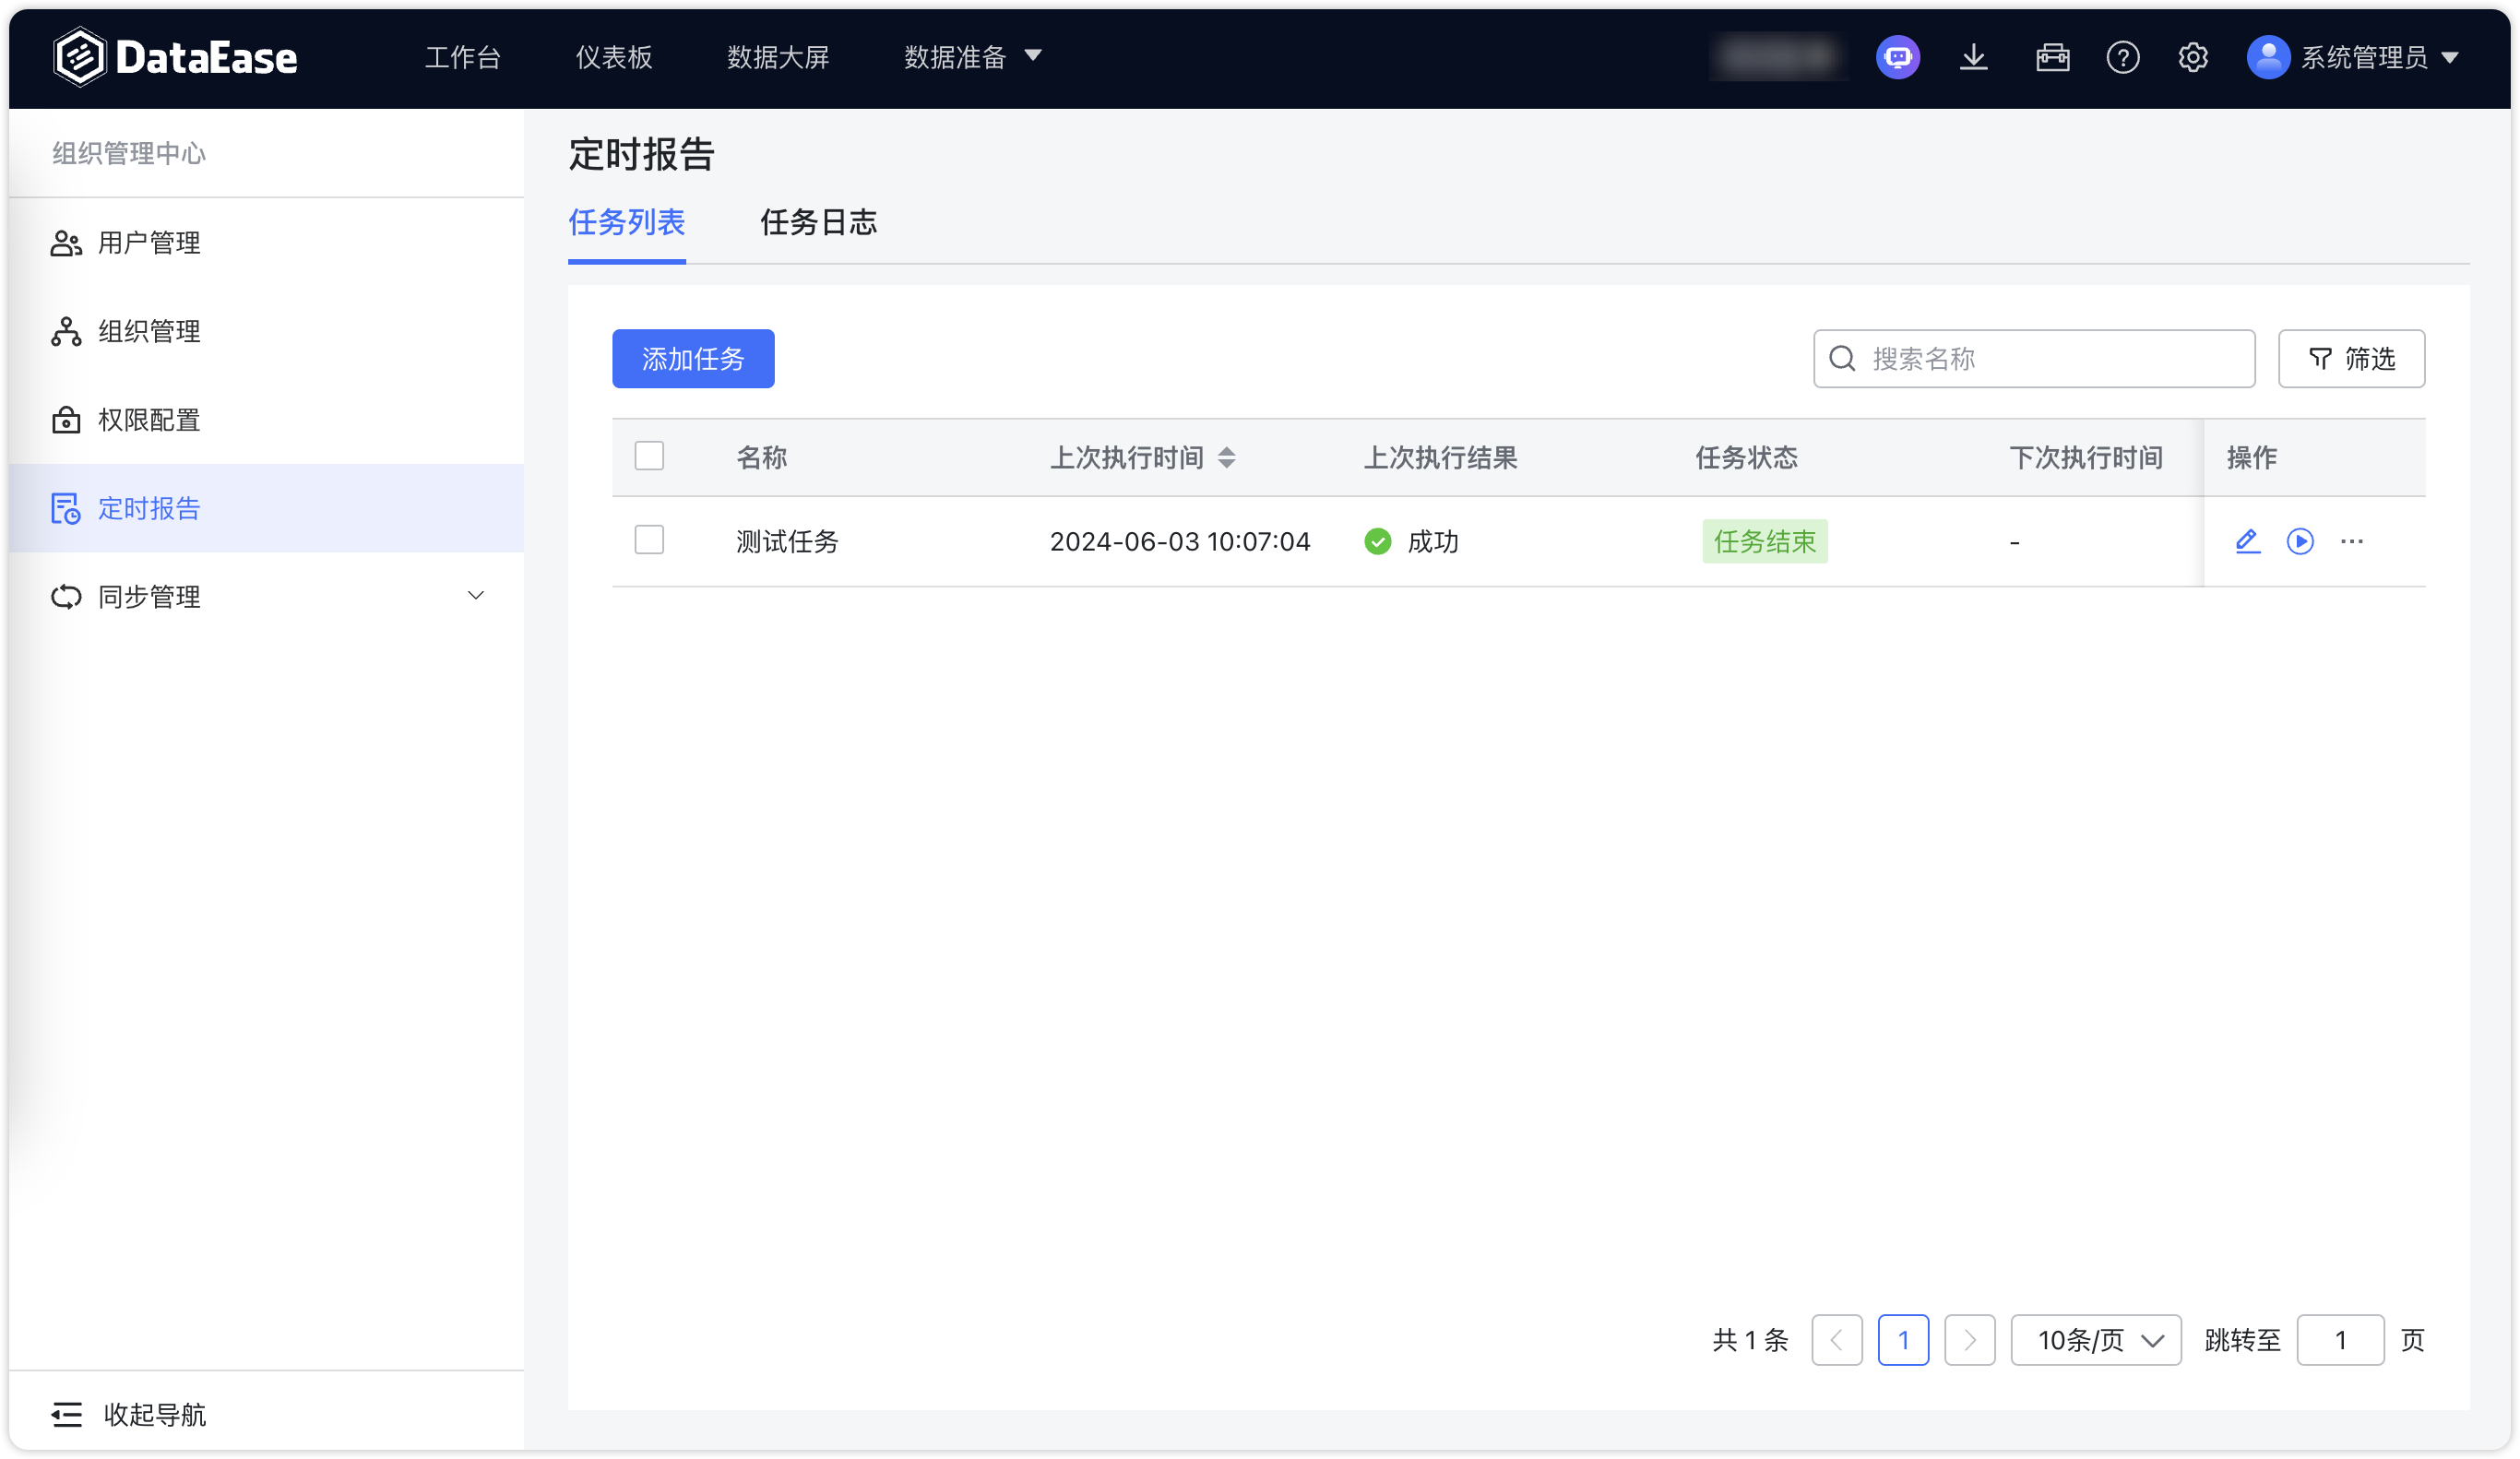 DataEase 工作台 仪表板 数据大屏 数据准备 系统管理员
组织管理中心
用户管理
组织管理
权限配置
定时报告
同步管理
收起导航
定时报告
任务列表 任务日志
添加任务 搜索名称 筛选
名称 上次执行时间 上次执行结果 任务状态 下次执行时间 操作
测试任务 2024-06-03 10:07:04 成功 任务结束 -
共 1 条 1 10条/页 跳转至 1 页